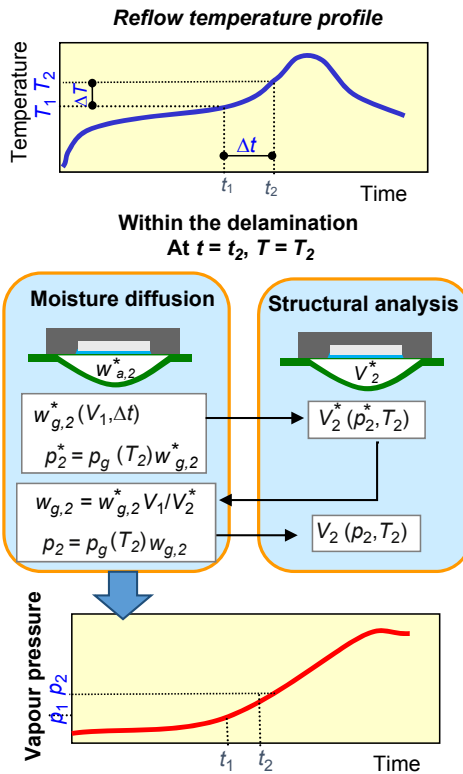 Reflow temperature profile
Temperature
T1 T2
ΔT
Δt
t1
t2
Time
Within the delamination
At t = t2, T = T2
Moisture diffusion
Structural analysis
w*a,2
V*2
w*g,2 (V1,Δt)
p*2 = pg (T2) w*g,2
V*2 (p*2,T2)
wg,2 = w*g,2 V1/V*2
p2 = pg (T2) wg,2
V2 (p2,T2)
Vapour pressure
p1 p2
t1
t2
Time